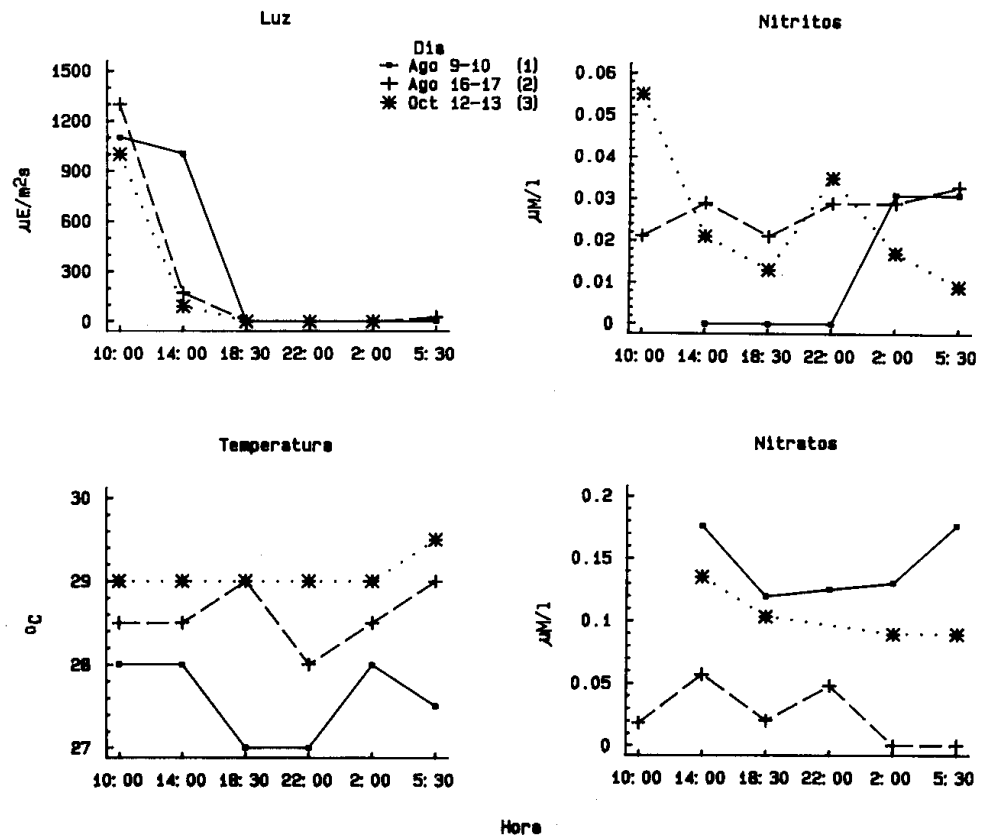 Luz
Dia
Ago 9-10 (1)
Ago 16-17 (2)
Oct 12-13 (3)
1500
1200
900
600
300
0
µE/m²s
10:00 14:00 18:30 22:00 2:00 5:30
Nitritos
0.06
0.05
0.04
0.03
0.02
0.01
0
µM/l
10:00 14:00 18:30 22:00 2:00 5:30
Temperatura
30
29
28
27
ºC
10:00 14:00 18:30 22:00 2:00 5:30
Nitratos
0.2
0.15
0.1
0.05
0
µM/l
10:00 14:00 18:30 22:00 2:00 5:30
Hora